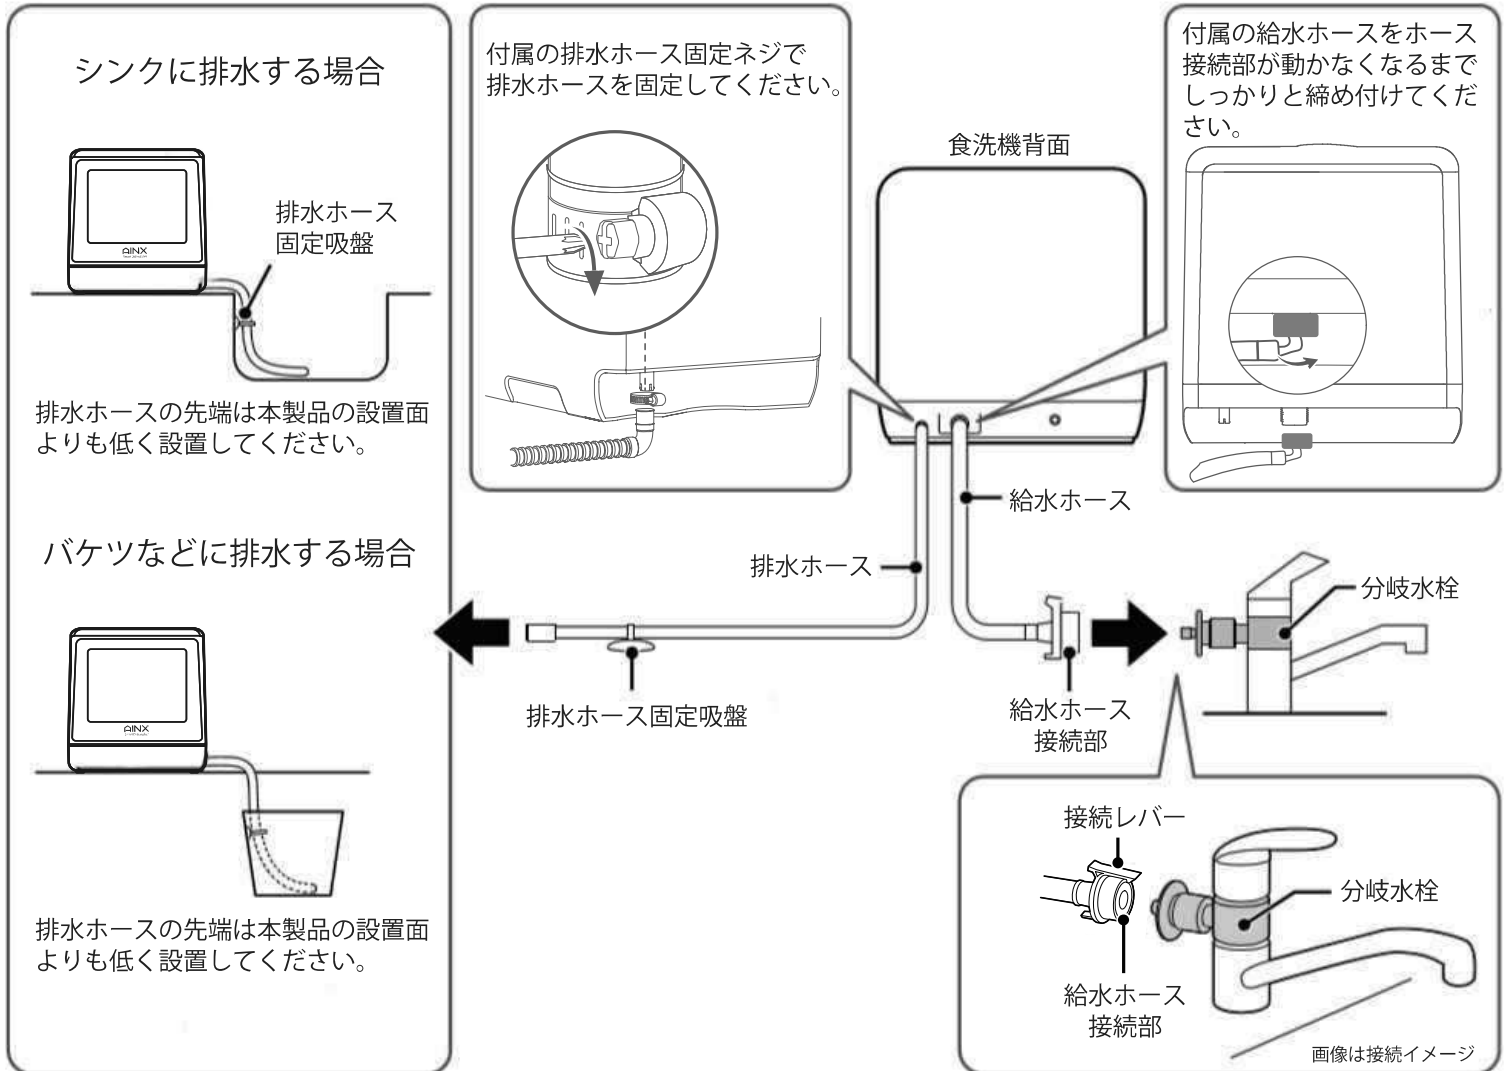 シンクに排水する場合
AINX
排水ホース
固定吸盤
排水ホースの先端は本製品の設置面
よりも低く設置してください。
バケツなどに排水する場合
AINX
排水ホースの先端は本製品の設置面
よりも低く設置してください。
付属の排水ホース固定ネジで
排水ホースを固定してください。
食洗機背面
付属の給水ホースをホース
接続部が動かなくなるまで
しっかりと締め付けてくだ
さい。
給水ホース
排水ホース
排水ホース固定吸盤
給水ホース
接続部
分岐水栓
接続レバー
分岐水栓
給水ホース
接続部
画像は接続イメージ